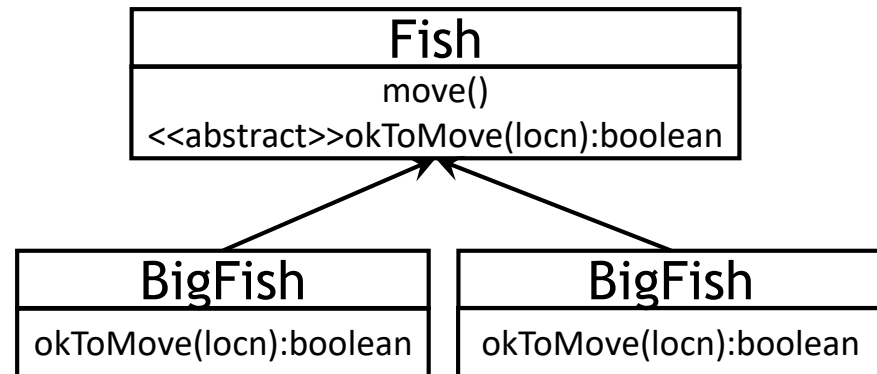 Fish
move()
<<abstract>>okToMove(locn):boolean
BigFish
okToMove(locn):boolean
BigFish
okToMove(locn):boolean